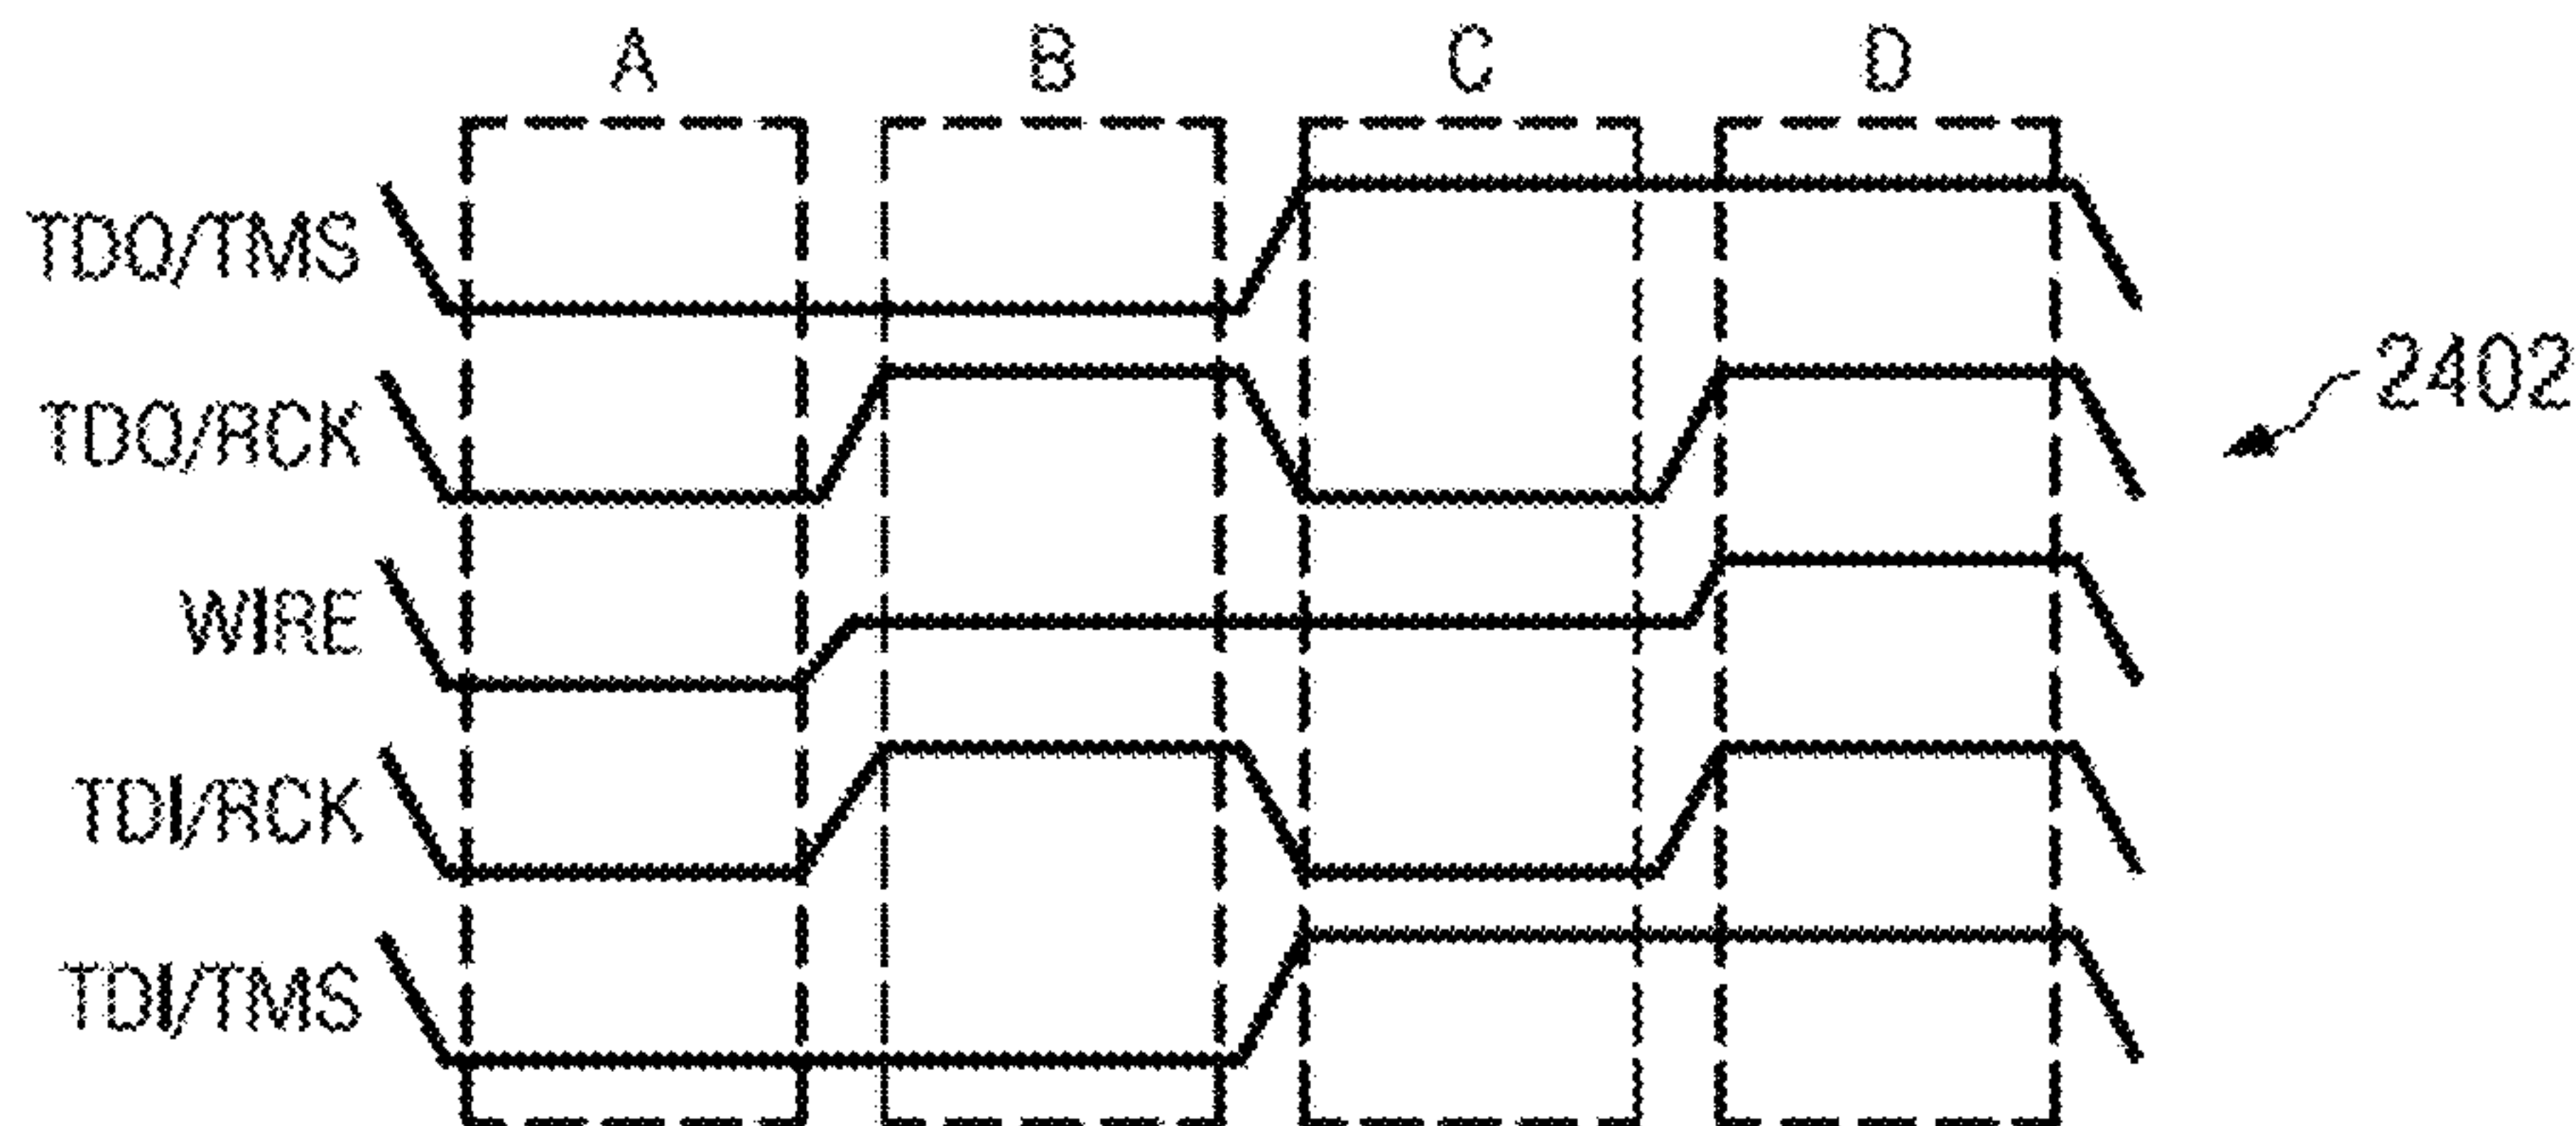 A B C D
TDO/TMS
TDO/RCK
2402
WIRE
TDI/RCK
TDI/TMS